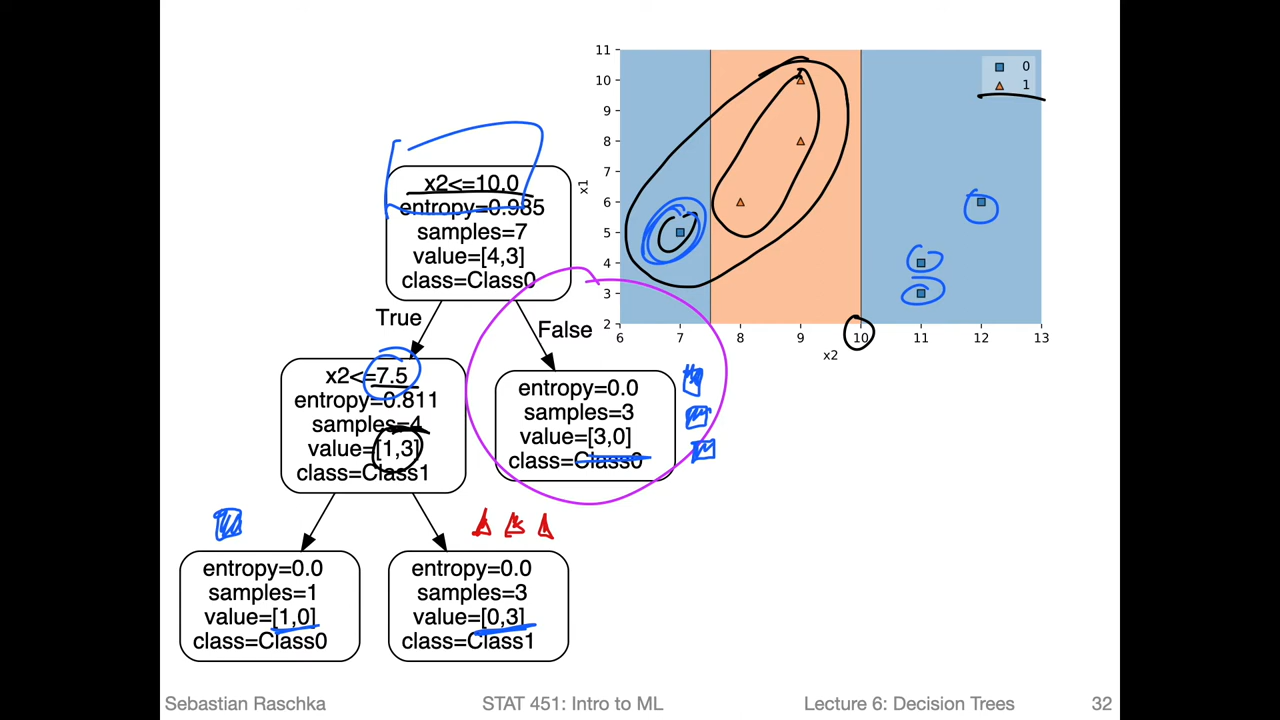 11
10
9
8
7
6
5
4
3
2
x1
6 7 8 9 10 11 12 13
x2
0
1
x2<=10.0
entropy=0.985
samples=7
value=[4,3]
class=Class0
True
False
x2<=7.5
entropy=0.811
samples=4
value=[1,3]
class=Class1
entropy=0.0
samples=3
value=[3,0]
class=Class0
entropy=0.0
samples=1
value=[1,0]
class=Class0
entropy=0.0
samples=3
value=[0,3]
class=Class1
Sebastian Raschka STAT 451: Intro to ML Lecture 6: Decision Trees 32